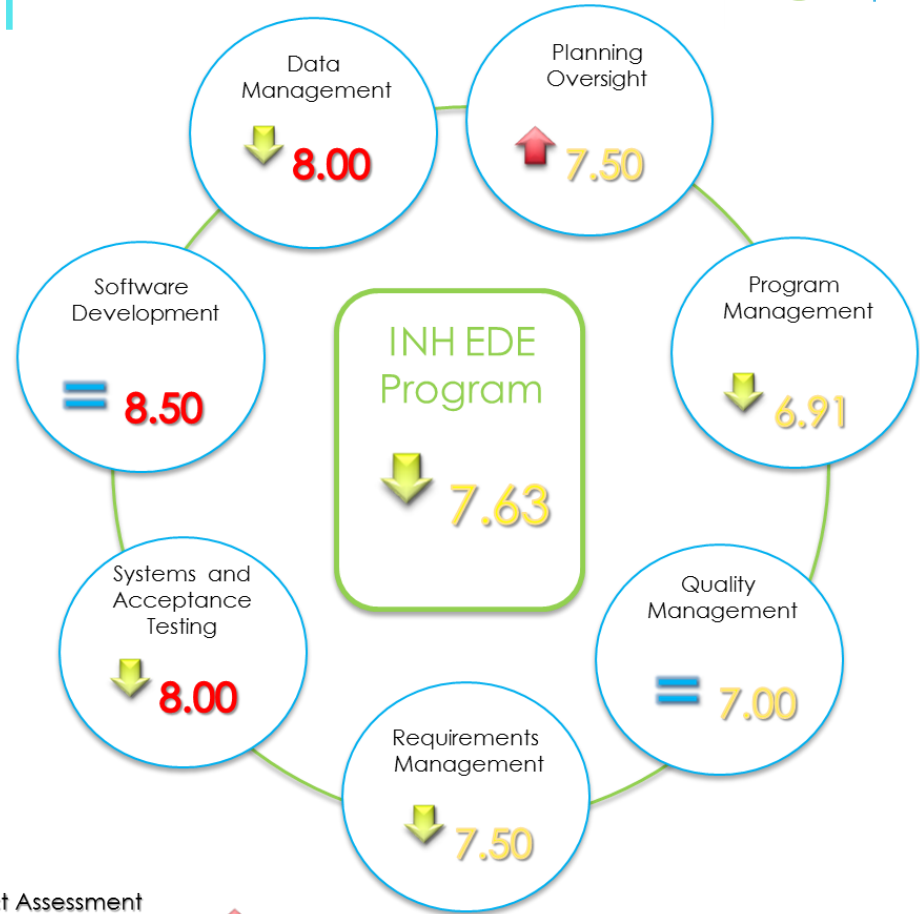 Data
Management
8.00
Planning
Oversight
7.50
Software
Development
8.50
INH EDE
Program
7.63
Program
Management
6.91
Systems and
Acceptance
Testing
8.00
Quality
Management
7.00
Requirements
Management
7.50
Assessment